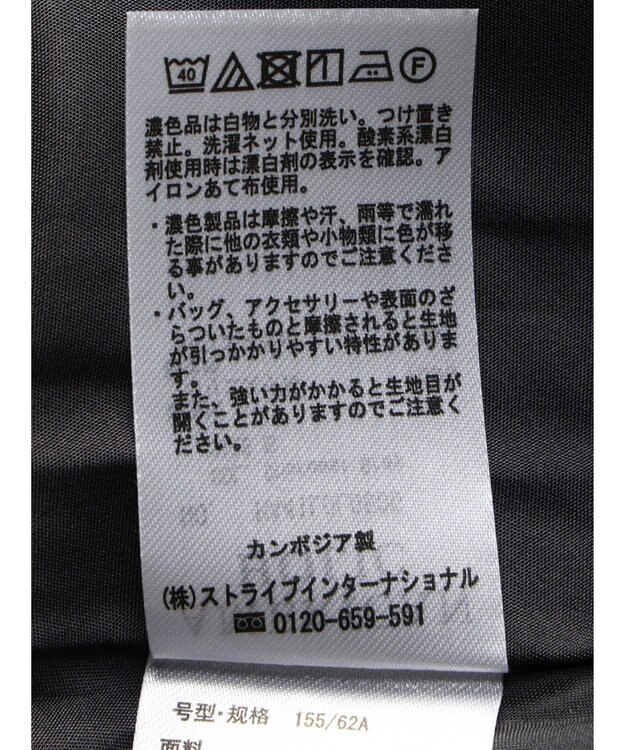 40 F
濃色品は白物と分別洗い。つけ置き
禁止。洗濯ネット使用。酸素系漂白
剤使用時は漂白剤の表示を確認。ア
イロンあて布使用。
・濃色製品は摩擦や汗、雨等で濡れ
た際に他の衣類や小物類に色が移
る事がありますのでご注意くださ
い。
・バッグ、アクセサリーや表面のざ
らついたものと摩擦されると生地
が引っかかりやすい特性がありま
す。
また、強い力がかかると生地目が
開くことがありますのでご注意く
ださい。
カンボジア製
(株)ストライプインターナショナル
0120-659-591
号型·规格 155/62A
面料